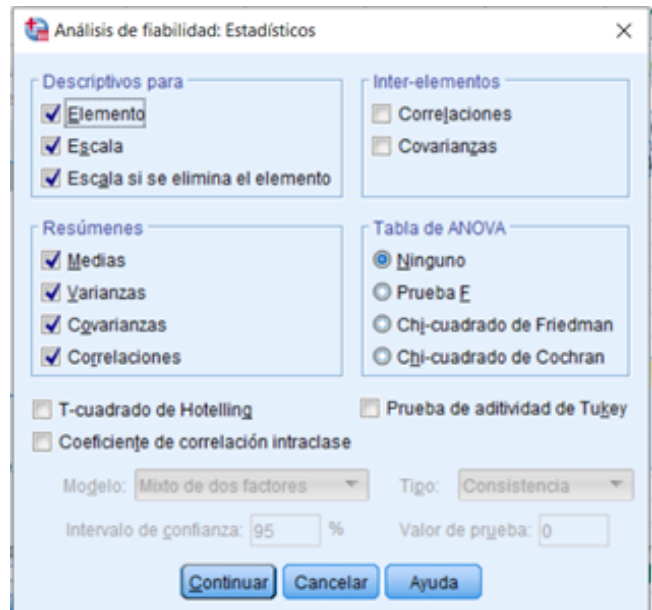 Análisis de fiabilidad: Estadísticos
Descriptivos para
Elemento
Escala
Escala si se elimina el elemento
Inter-elementos
Correlaciones
Covarianzas
Resúmenes
Medias
Varianzas
Covarianzas
Correlaciones
Tabla de ANOVA
Ninguno
Prueba F
Chi-cuadrado de Friedman
Chi-cuadrado de Cochran
T-cuadrado de Hotelling
Prueba de aditividad de Tukey
Coeficiente de correlación intraclase
Modelo: Mixto de dos factores Tipo: Consistencia
Intervalo de confianza: 95 % Valor de prueba: 0
Continuar Cancelar Ayuda